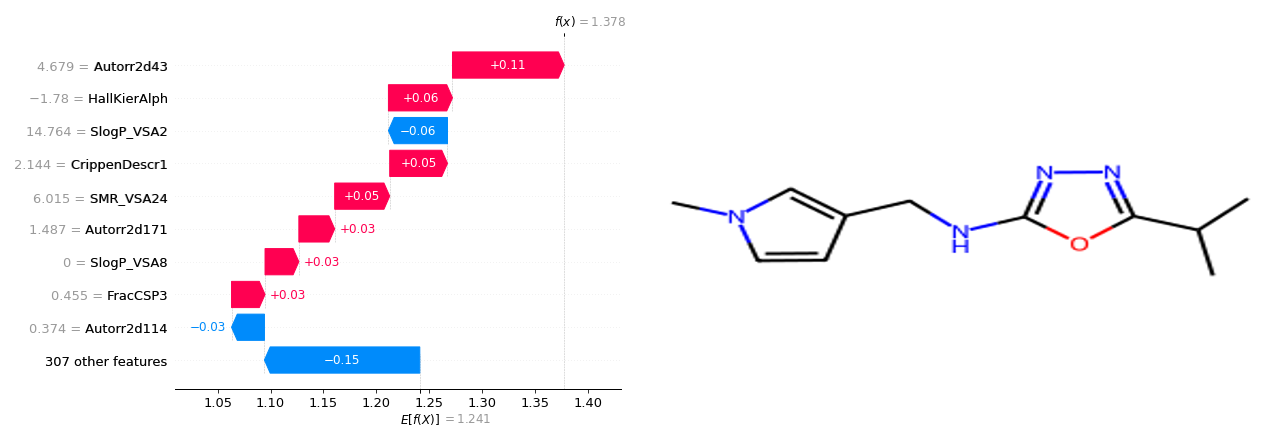 f(x) = 1.378
4.679 = Autorr2d43
+0.11
−1.78 = HallKierAlph
+0.06
14.764 = SlogP_VSA2
−0.06
2.144 = CrippenDescr1
+0.05
6.015 = SMR_VSA24
+0.05
1.487 = Autorr2d171
+0.03
0 = SlogP_VSA8
+0.03
0.455 = FracCSP3
+0.03
0.374 = Autorr2d114
−0.03
307 other features
−0.15
1.05 1.10 1.15 1.20 1.25 1.30 1.35 1.40
E[f(X)] = 1.241
N N
N
N
H
O